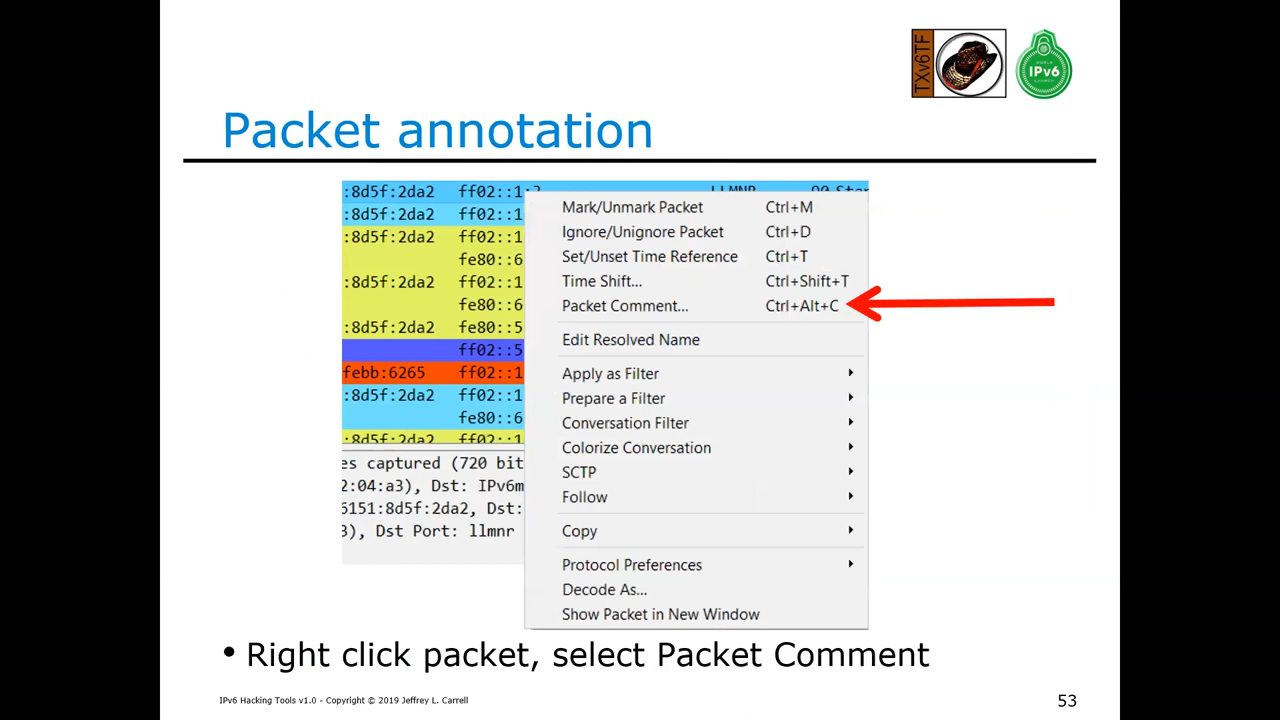 TXv6TF
WORLD
IPv6
LAUNCH
Packet annotation
:8d5f:2da2 ff02::1:3 LLMNR 90 Stan
:8d5f:2da2 ff02::1
:8d5f:2da2 ff02::1
fe80::6
:8d5f:2da2 ff02::1
fe80::6
:8d5f:2da2 fe80::5
ff02::5
febb:6265 ff02::1
:8d5f:2da2 ff02::1
fe80::6
:8d5f:2da2 ff02::1
es captured (720 bit
2:04:a3), Dst: IPv6m
6151:8d5f:2da2, Dst:
3), Dst Port: llmnr
Mark/Unmark Packet Ctrl+M
Ignore/Unignore Packet Ctrl+D
Set/Unset Time Reference Ctrl+T
Time Shift... Ctrl+Shift+T
Packet Comment... Ctrl+Alt+C
Edit Resolved Name
Apply as Filter
Prepare a Filter
Conversation Filter
Colorize Conversation
SCTP
Follow
Copy
Protocol Preferences
Decode As...
Show Packet in New Window
• Right click packet, select Packet Comment
IPv6 Hacking Tools v1.0 - Copyright © 2019 Jeffrey L. Carrell
53